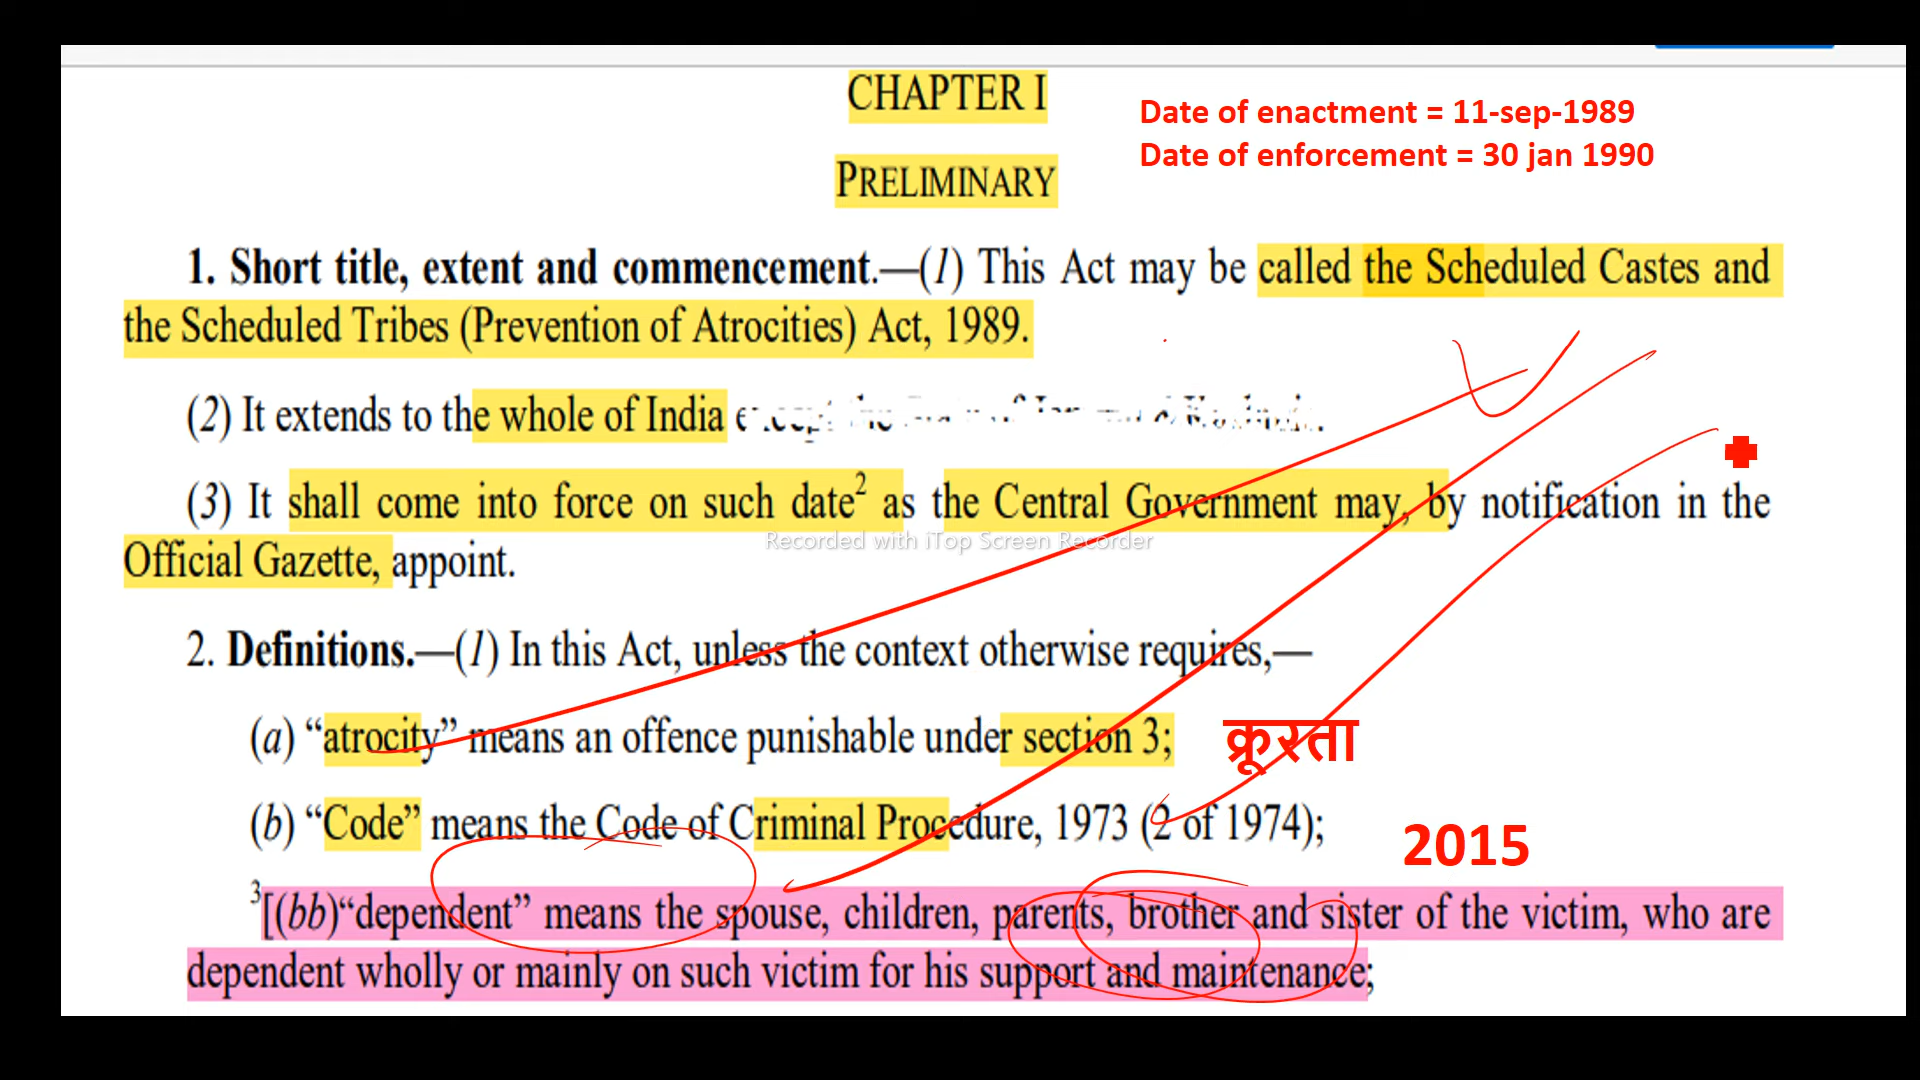 CHAPTER I
Date of enactment = 11-sep-1989
Date of enforcement = 30 jan 1990
PRELIMINARY
1. Short title, extent and commencement.—(1) This Act may be called the Scheduled Castes and
the Scheduled Tribes (Prevention of Atrocities) Act, 1989.
(2) It extends to the whole of India
(3) It shall come into force on such date2 as the Central Government may, by notification in the
Recorded with iTop Screen Recorder
Official Gazette, appoint.
2. Definitions.—(1) In this Act, unless the context otherwise requires,—
(a) “atrocity” means an offence punishable under section 3; क्रूरता
(b) “Code” means the Code of Criminal Procedure, 1973 (2 of 1974);
2015
3[(bb)“dependent” means the spouse, children, parents, brother and sister of the victim, who are
dependent wholly or mainly on such victim for his support and maintenance;